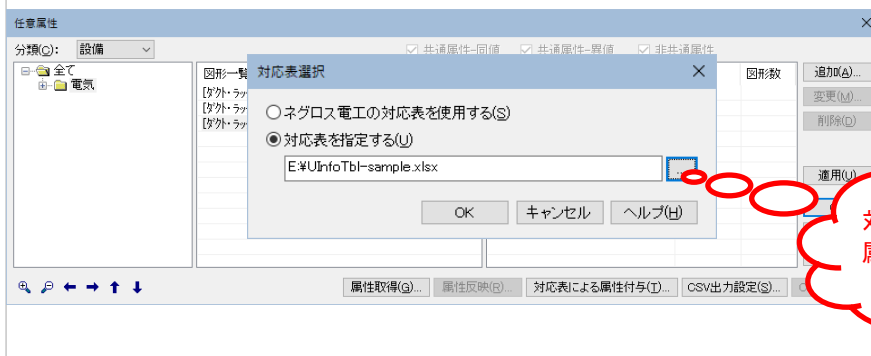 任意属性
分類(C): 設備
共通属性-同値 共通属性-異値 非共通属性
全て
電気
図形一覧
[ダクト・ラッ
[ダクト・ラッ
[ダクト・ラッ
図形数
追加(A)...
変更(M)...
削除(D)
適用(U)
対応表選択
ネグロス電工の対応表を使用する(S)
対応表を指定する(U)
E:¥UInfoTbl-sample.xlsx
...
OK キャンセル ヘルプ(H)
属
属性取得(G)... 属性反映(R)... 対応表による属性付与(T)... CSV出力設定(S)...